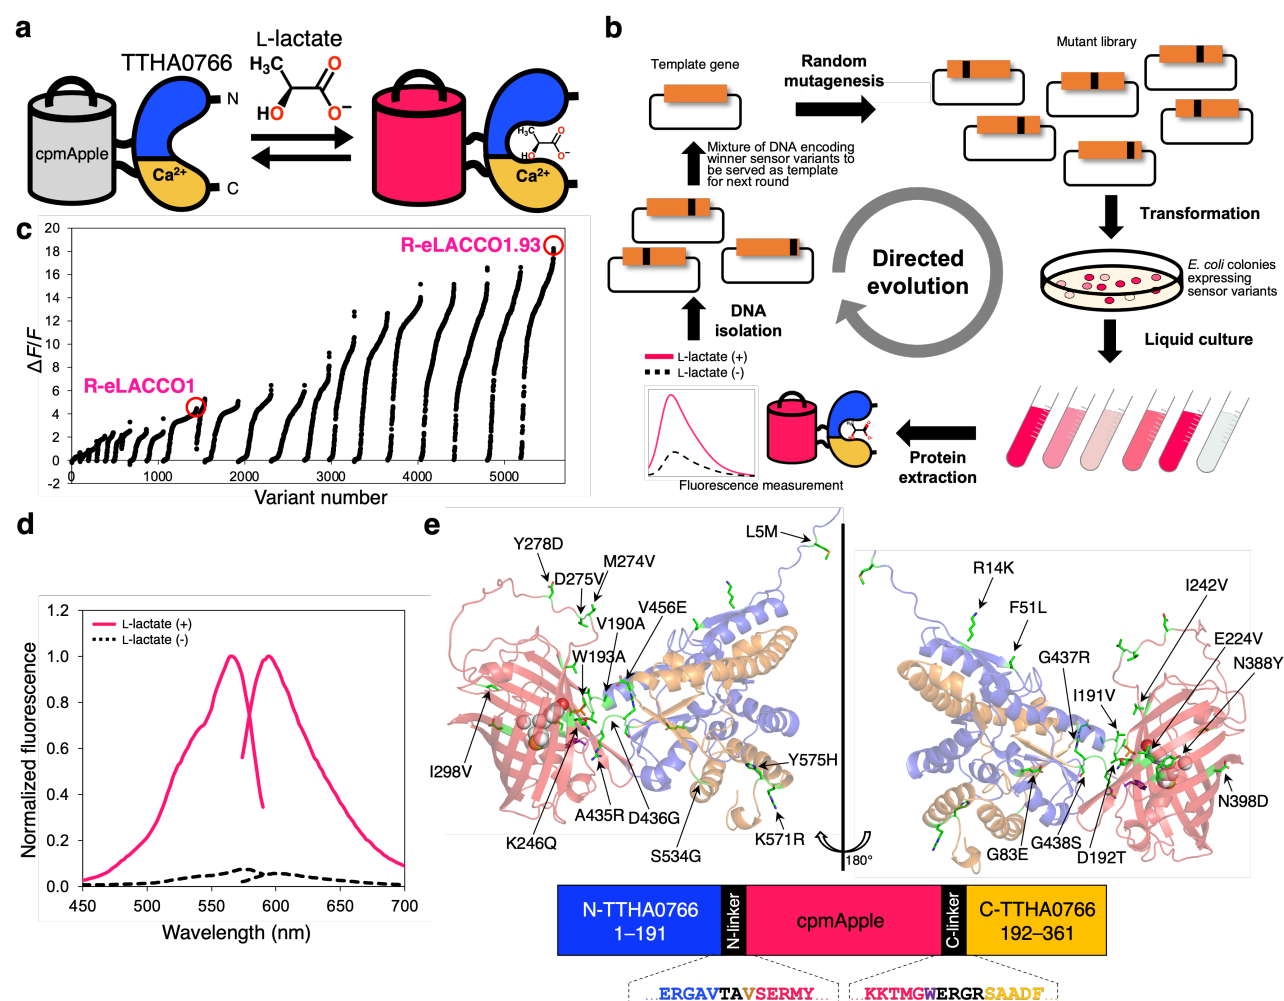 a
TTHA0766
L-lactate
H₃C
O
HO
O⁻
N
C
cpmApple
Ca²⁺
H₃C
O
HO
O⁻
Ca²⁺
b
Template gene
Random
mutagenesis
Mutant library
Mixture of DNA encoding
winner sensor variants to
be served as template
for next round
Transformation
Directed
evolution
E. coli colonies
expressing
sensor variants
DNA
isolation
Liquid culture
L-lactate (+)
L-lactate (-)
Protein
extraction
Fluorescence measurement
c
20
18
16
14
12
10
8
6
4
2
0
-2
ΔF/F
R-eLACCO1.93
R-eLACCO1
0
1000
2000
3000
4000
5000
Variant number
d
1.2
1.0
0.8
0.6
0.4
0.2
0.0
Normalized fluorescence
L-lactate (+)
L-lactate (-)
450
500
550
600
650
700
Wavelength (nm)
e
L5M
Y278D
D275V
M274V
V456E
V190A
W193A
I298V
K246Q
A435R
D436G
S534G
Y575H
K571R
180°
R14K
F51L
I242V
E224V
G437R
N388Y
I191V
N398D
G83E
G438S
D192T
N-TTHA0766
1–191
N-linker
cpmApple
C-linker
C-TTHA0766
192–361
...ERGAVTAVSERMY...
...KKTMGWERGRSAADF...